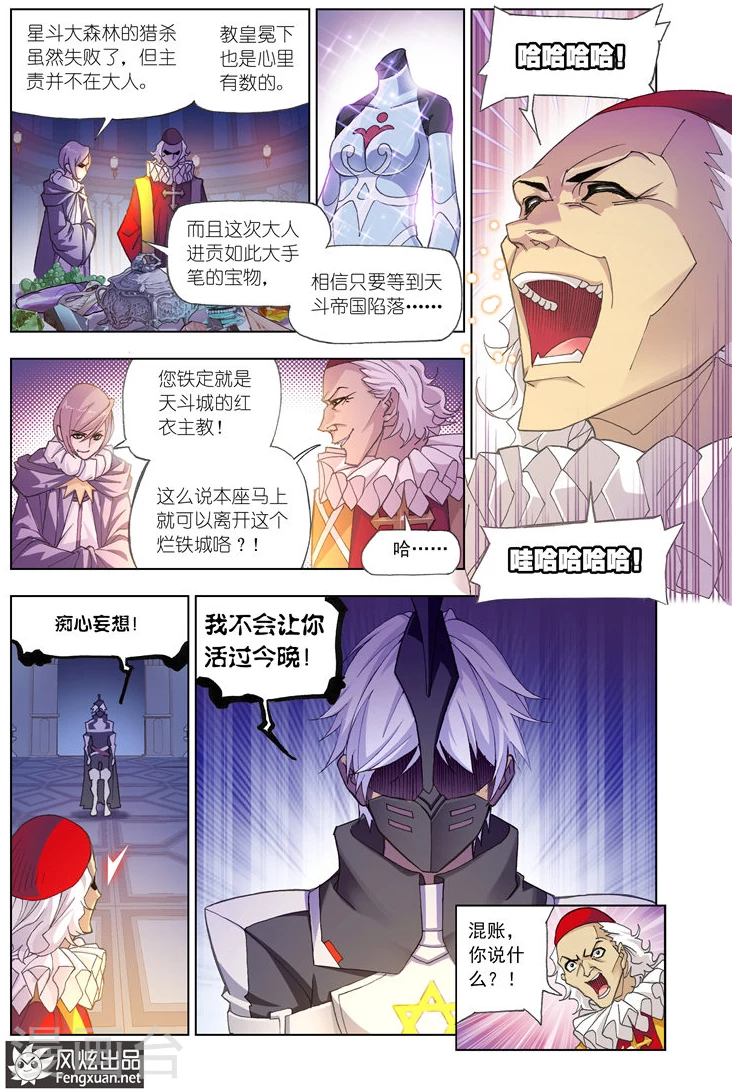 星斗大森林的猎杀
虽然失败了，但主
责并不在大人。
教皇冕下
也是心里
有数的。
而且这次大人
进贡如此大手
笔的宝物，
相信只要等到天
斗帝国陷落······
哈哈哈哈！
您铁定就是
天斗城的红
衣主教！
这么说本座马上
就可以离开这个
烂铁城咯？！
哈······
哇哈哈哈哈！
痴心妄想！
我不会让你
活过今晚！
混账，
你说什
么？！
漫画台
风炫出品
Fengxuan.net